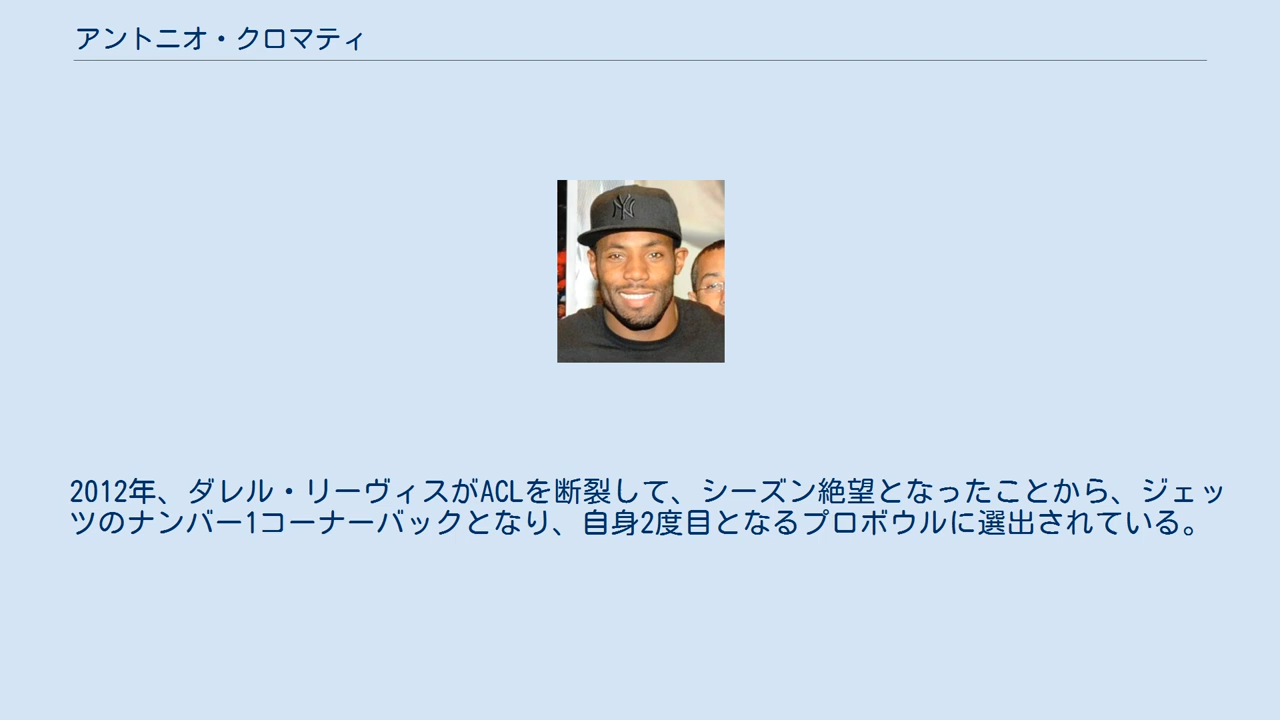 アントニオ・クロマティ
NY
2012年、ダレル・リーヴィスがACLを断裂して、シーズン絶望となったことから、ジェッ
ツのナンバー1コーナーバックとなり、自身2度目となるプロボウルに選出されている。